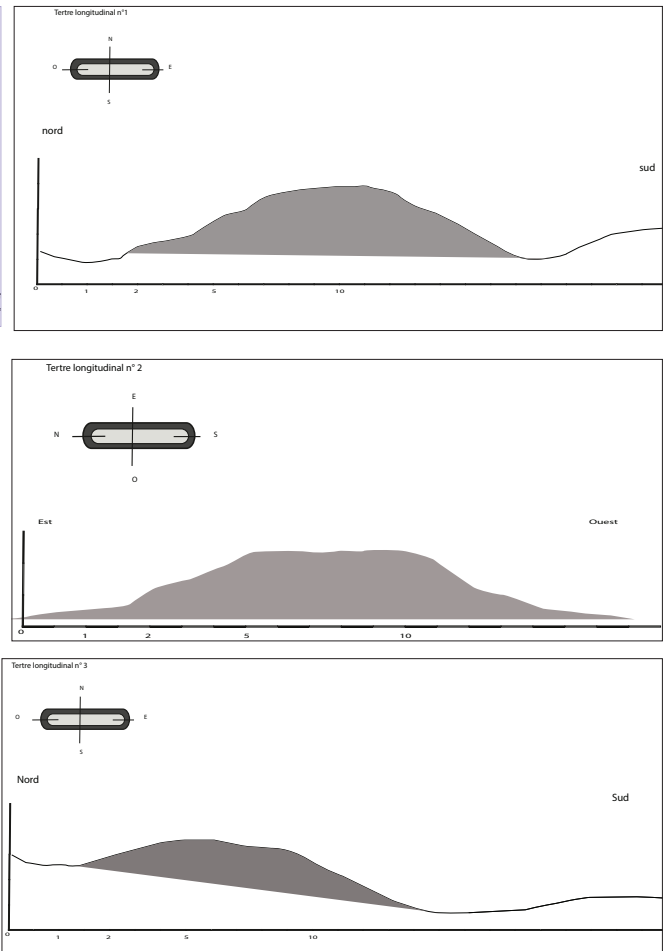 Tertre longitudinal n°1
N
O E
S
nord
sud
0 1 2 5 10
Tertre longitudinal n° 2
E
N S
O
Est Ouest
0 1 2 5 10
Tertre longitudinal n° 3
N
O E
S
Nord
Sud
0 1 2 5 10